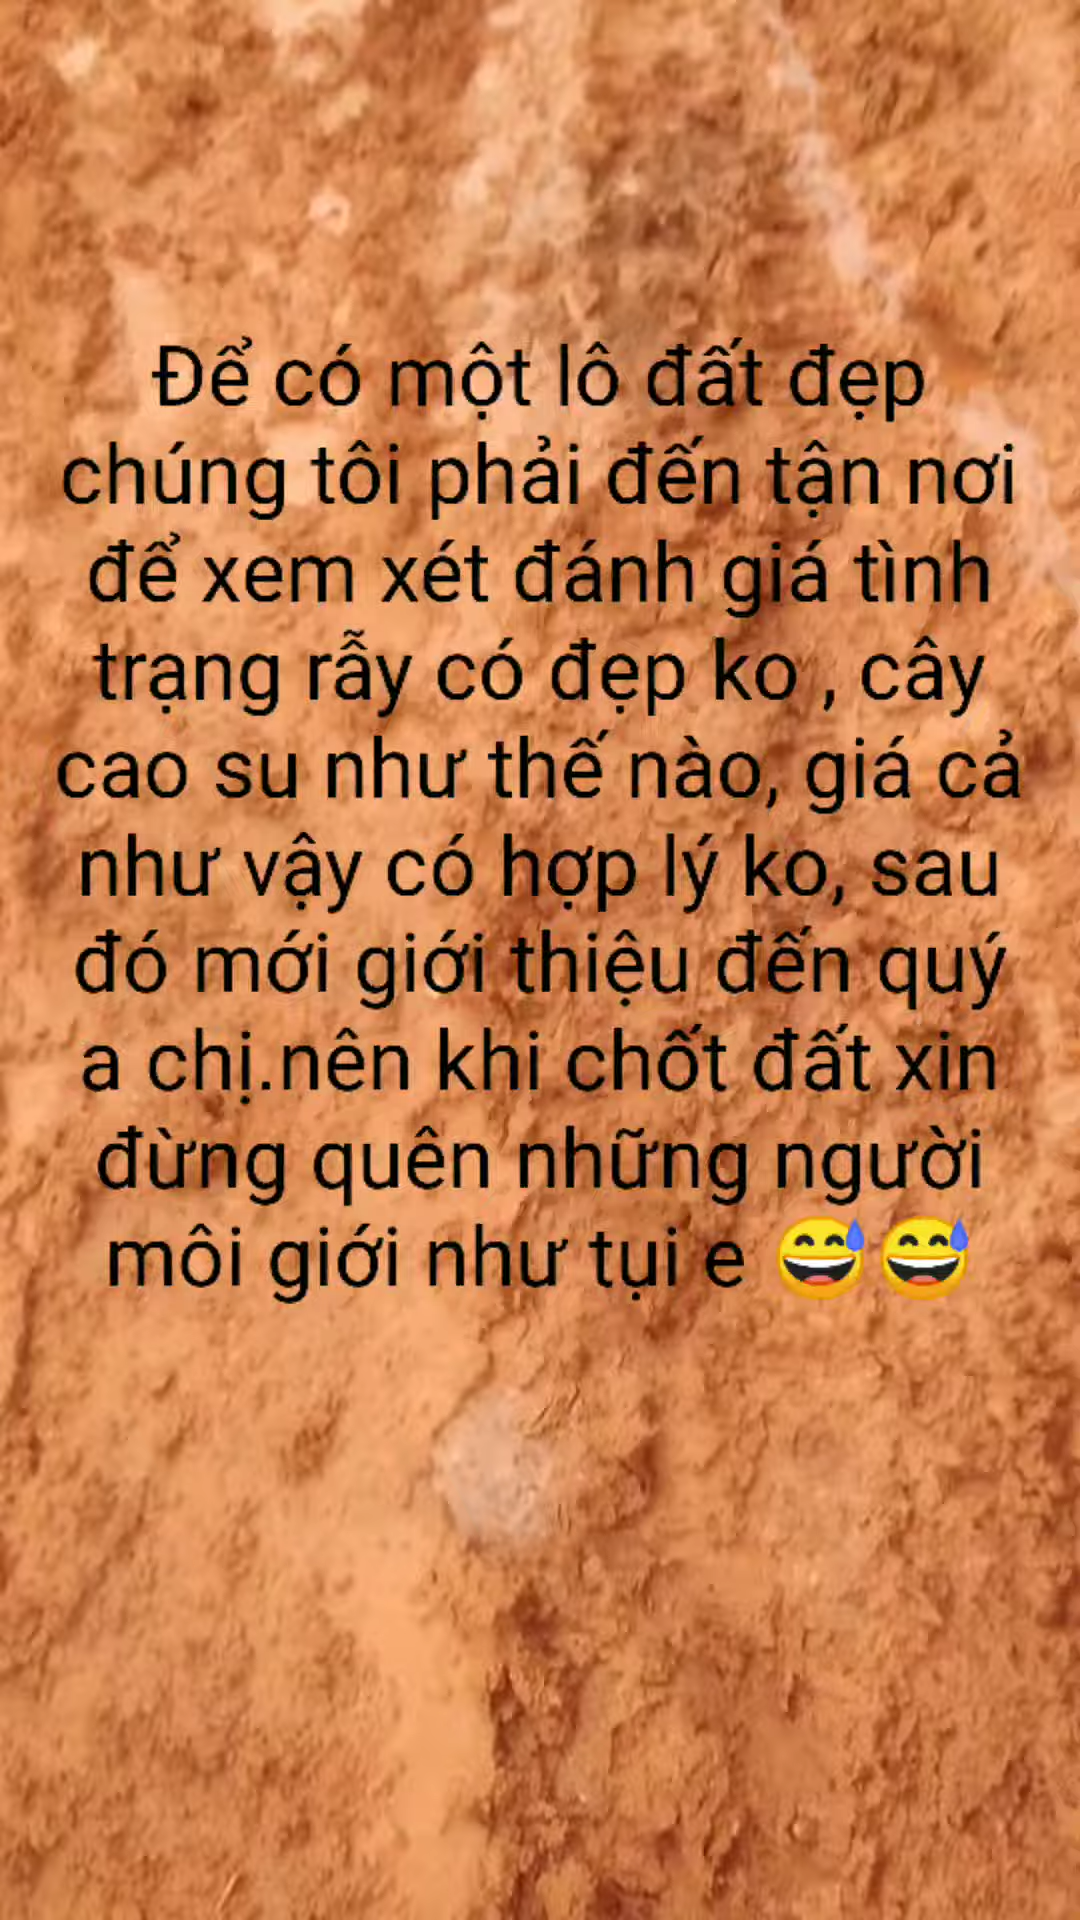 Để có một lô đất đẹp
chúng tôi phải đến tận nơi
để xem xét đánh giá tình
trạng rẫy có đẹp ko , cây
cao su như thế nào, giá cả
như vậy có hợp lý ko, sau
đó mới giới thiệu đến quý
a chị.nên khi chốt đất xin
đừng quên những người
môi giới như tụi e 😅😅